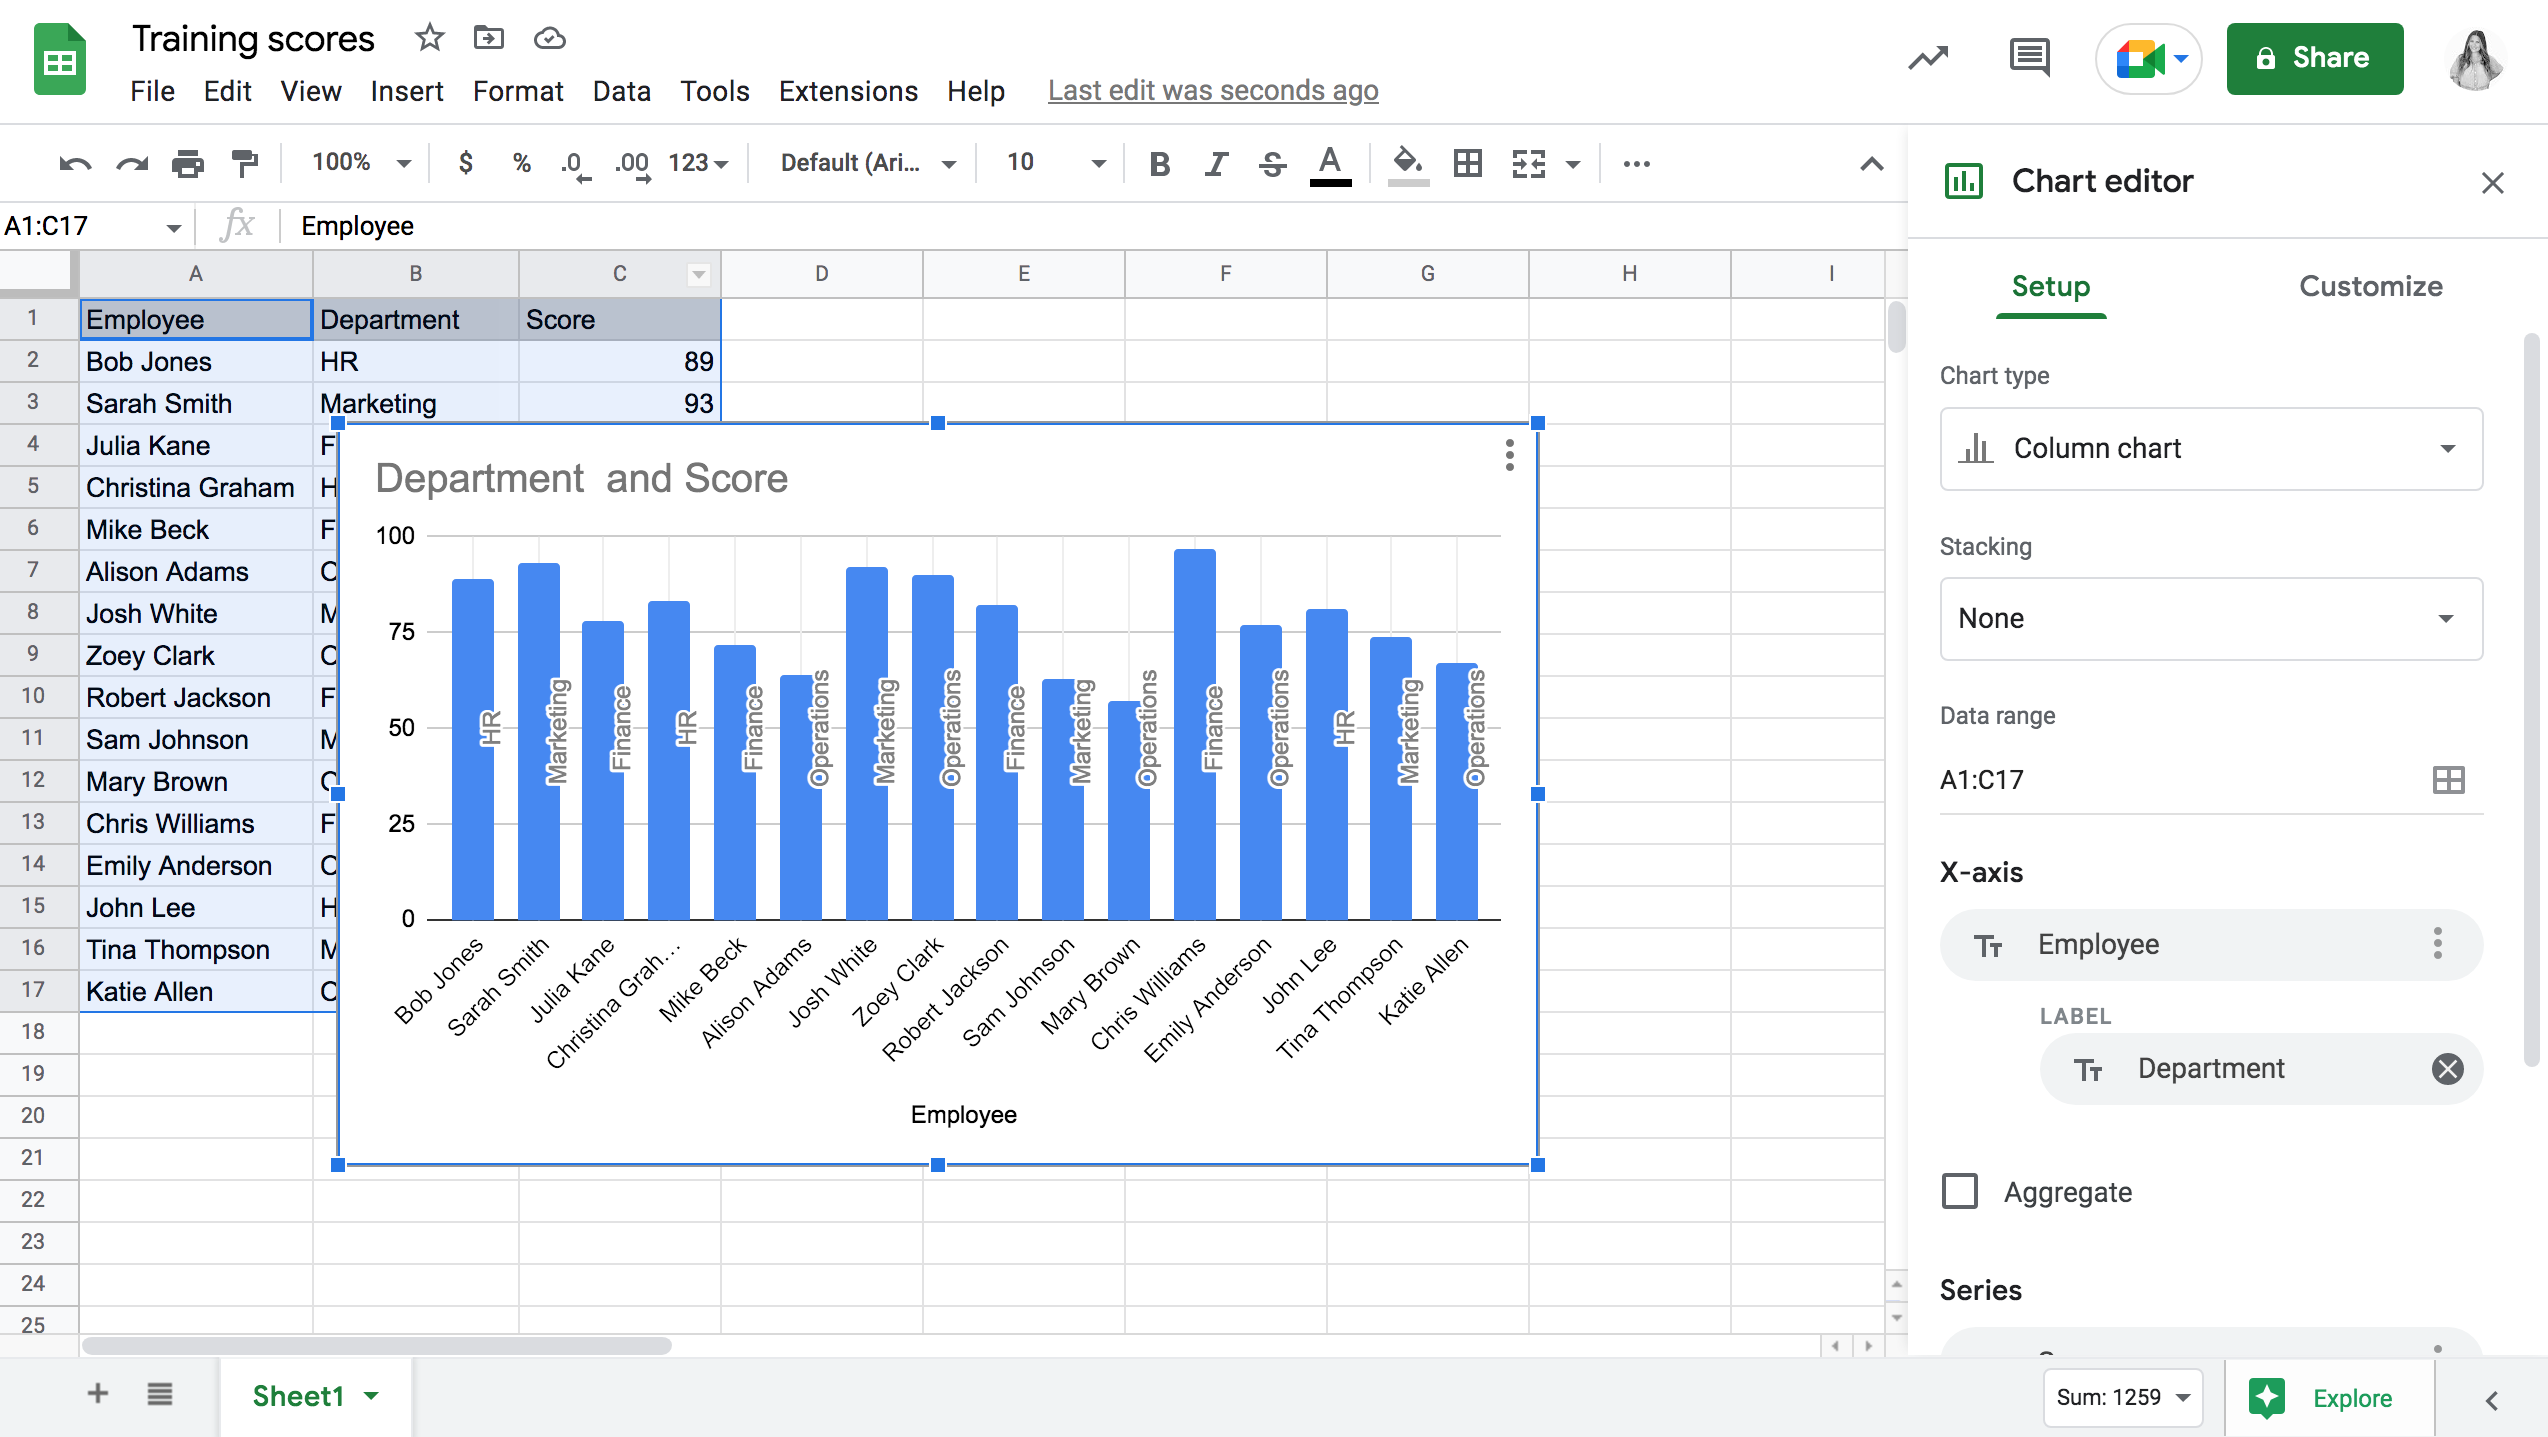 Training scores
File Edit View Insert Format Data Tools Extensions Help Last edit was seconds ago
Share
100% $ % .0 .00 123 Default (Ari... 10 B I S A
A1:C17 fx Employee
A B C D E F G H I
1 Employee Department Score
2 Bob Jones HR 89
3 Sarah Smith Marketing 93
4 Julia Kane F
5 Christina Graham H
6 Mike Beck F
7 Alison Adams O
8 Josh White M
9 Zoey Clark O
10 Robert Jackson F
11 Sam Johnson M
12 Mary Brown O
13 Chris Williams F
14 Emily Anderson O
15 John Lee H
16 Tina Thompson M
17 Katie Allen O
18
19
20
21
22
23
24
25
Department and Score
100
75
50
25
0
HR Marketing Finance HR Finance Operations Marketing Operations Finance Marketing Operations Finance Operations HR Marketing Operations
Bob Jones Sarah Smith Julia Kane Christina Grah... Mike Beck Alison Adams Josh White Zoey Clark Robert Jackson Sam Johnson Mary Brown Chris Williams Emily Anderson John Lee Tina Thompson Katie Allen
Employee
Chart editor
Setup Customize
Chart type
Column chart
Stacking
None
Data range
A1:C17
X-axis
Tт Employee
LABEL
Tт Department
Aggregate
Series
Sheet1
Sum: 1259
Explore